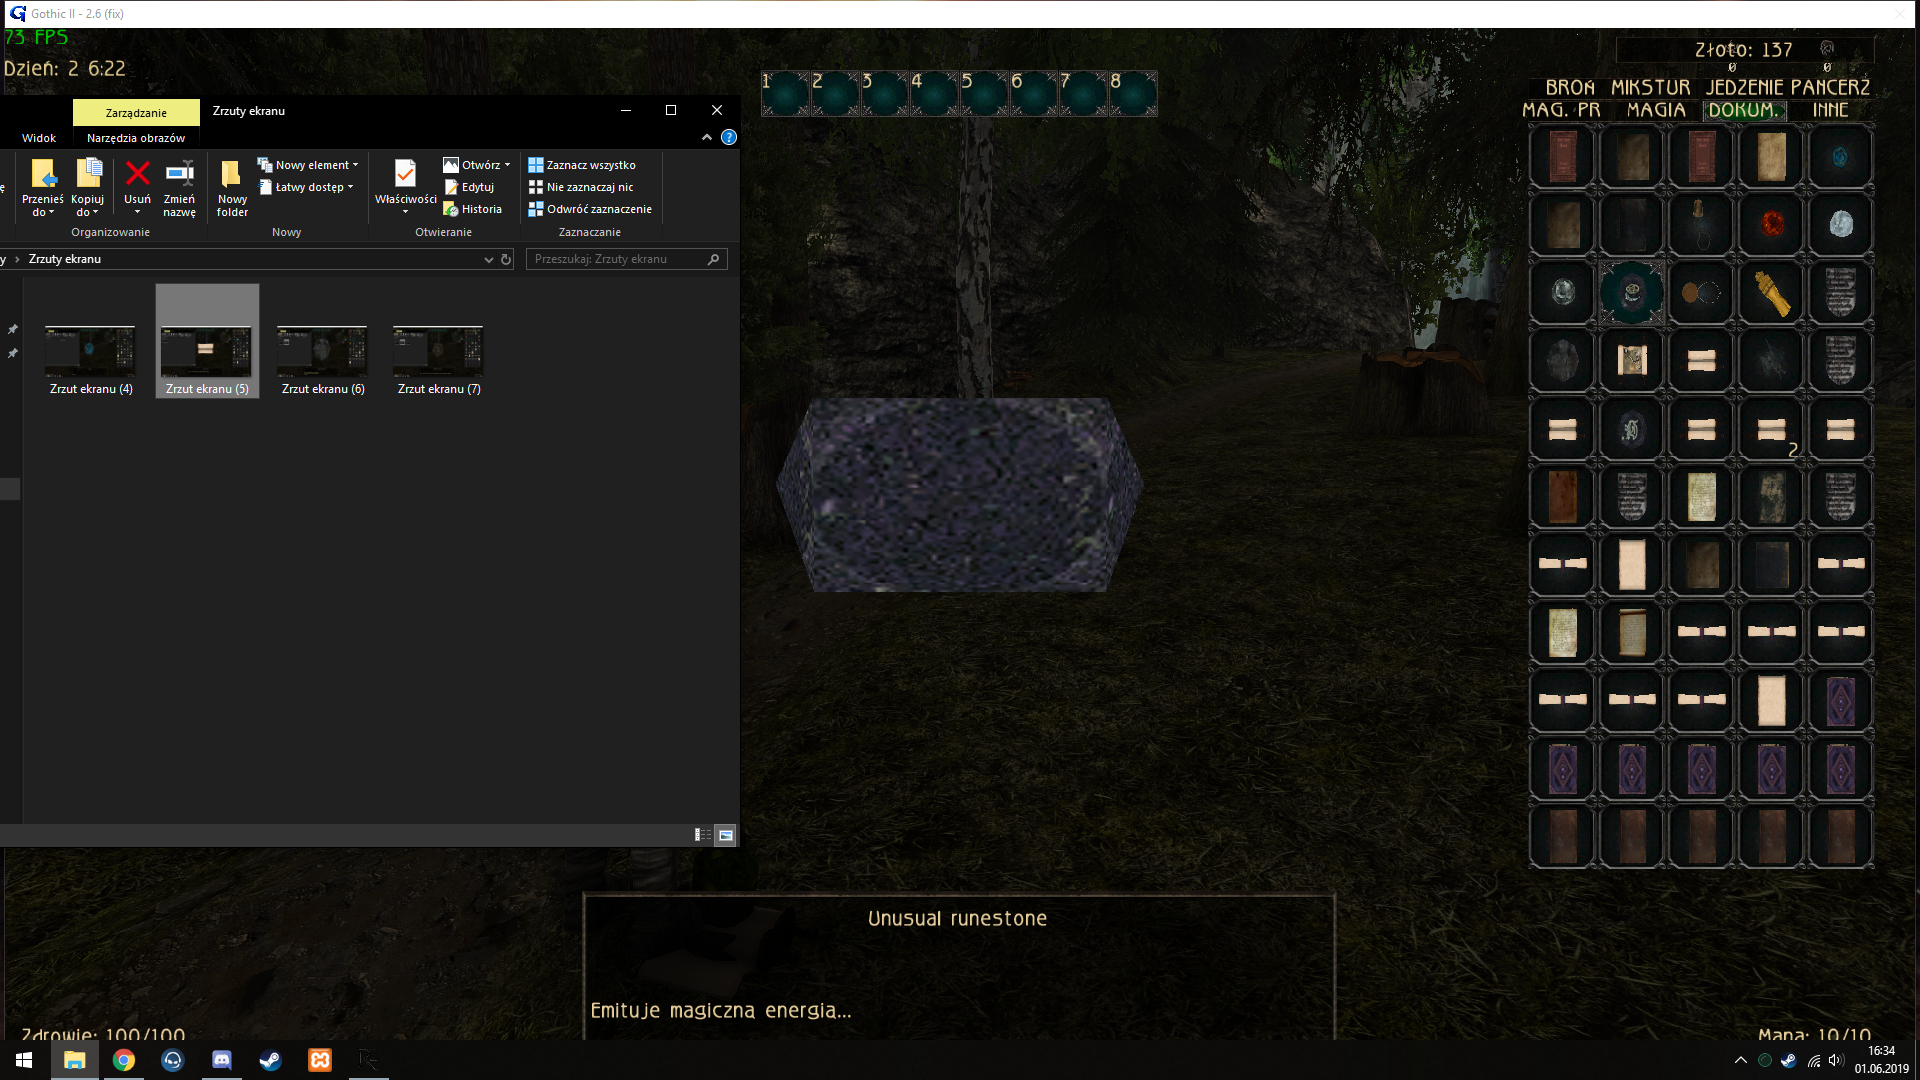 Gothic II - 2.6 (fix)
73 FPS
Dzień: 2 6:22
Zarządzanie
Zrzuty ekranu
Widok
Narzędzia obrazów
Przenieś do
Kopiuj do
Usuń
Zmień nazwę
Organizowanie
Nowy folder
Nowy element
Łatwy dostęp
Nowy
Właściwości
Otwórz
Edytuj
Historia
Otwieranie
Zaznacz wszystko
Nie zaznaczaj nic
Odwróć zaznaczenie
Zaznaczanie
y > Zrzuty ekranu
Przeszukaj: Zrzuty ekranu
Zrzut ekranu (4)
Zrzut ekranu (5)
Zrzut ekranu (6)
Zrzut ekranu (7)
1 2 3 4 5 6 7 8
Złoto: 137
0 0
BROŃ MIKSTUR JEDZENIE PANCERZ
MAG. PR MAGIA DOKUM. INNE
2
Unusual runestone
Emituje magiczna energia...
Zdrowie: 100/100
Mana: 10/10
16:34
01.06.2019